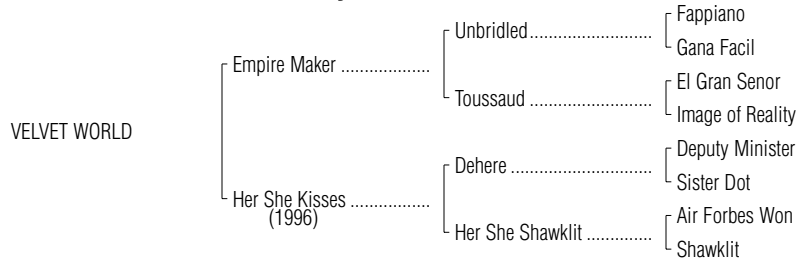 Fappiano
Unbridled..............................
Gana Facil
Empire Maker ......................
El Gran Senor
Toussaud ..............................
Image of Reality
VELVET WORLD
Deputy Minister
Dehere ...................................
Sister Dot
Her She Kisses ...................
(1996)
Air Forbes Won
Her She Shawklit ................
Shawklit